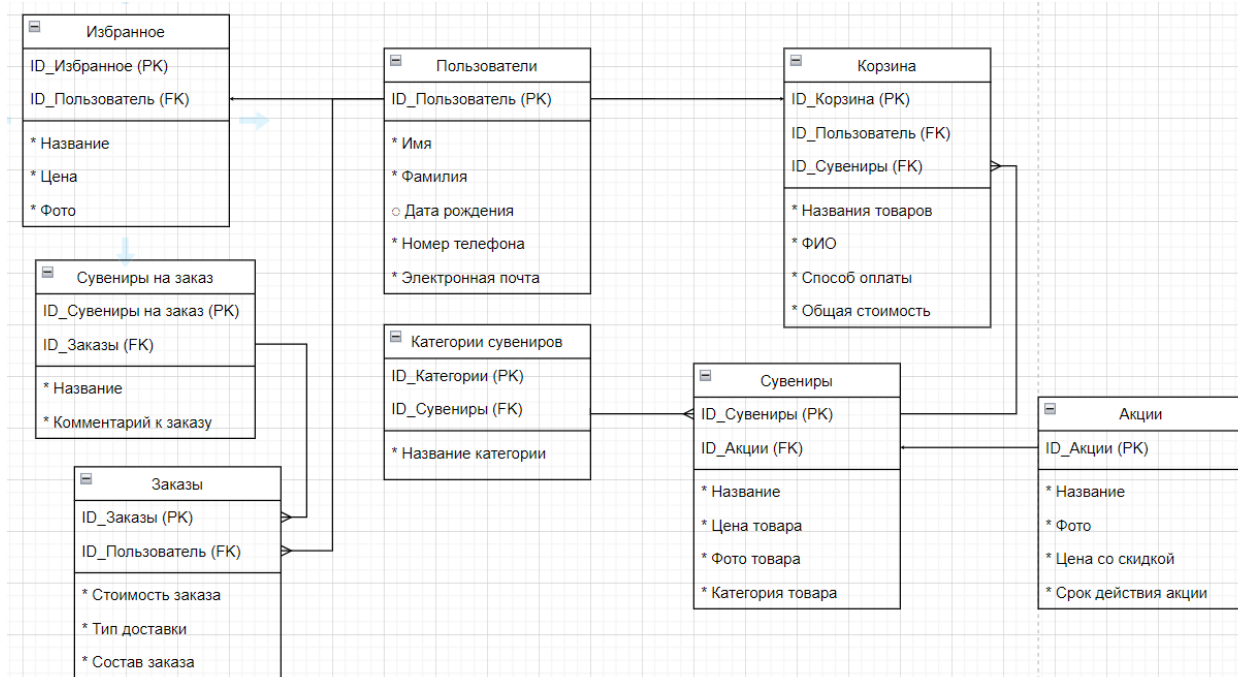 Избранное
ID_Избранное (PK)
ID_Пользователь (FK)
* Название
* Цена
* Фото
Пользователи
ID_Пользователь (PK)
* Имя
* Фамилия
○ Дата рождения
* Номер телефона
* Электронная почта
Корзина
ID_Корзина (PK)
ID_Пользователь (FK)
ID_Сувениры (FK)
* Названия товаров
* ФИО
* Способ оплаты
* Общая стоимость
Сувениры на заказ
ID_Сувениры на заказ (PK)
ID_Заказы (FK)
* Название
* Комментарий к заказу
Категории сувениров
ID_Категории (PK)
ID_Сувениры (FK)
* Название категории
Сувениры
ID_Сувениры (PK)
ID_Акции (FK)
* Название
* Цена товара
* Фото товара
* Категория товара
Акции
ID_Акции (PK)
* Название
* Фото
* Цена со скидкой
* Срок действия акции
Заказы
ID_Заказы (PK)
ID_Пользователь (FK)
* Стоимость заказа
* Тип доставки
* Состав заказа